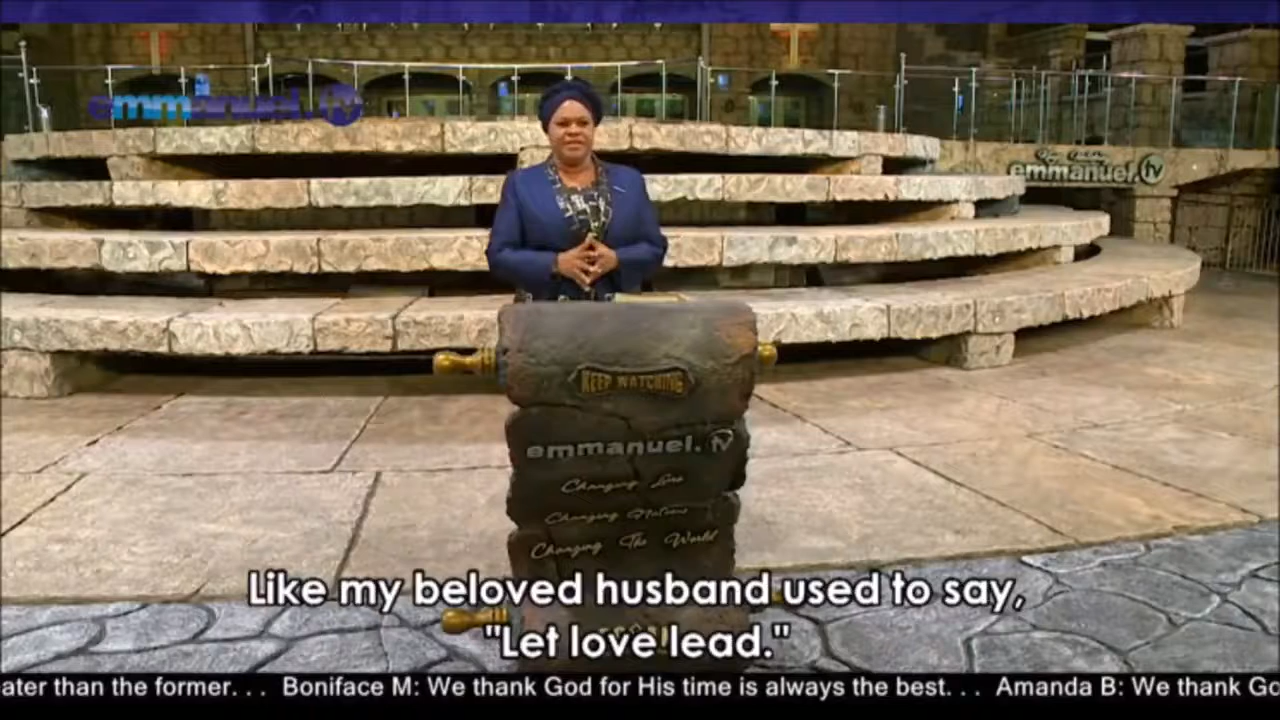 emmanuel.tv
emmanuel.tv
KEEP WATCHING
emmanuel.tv
Changing Lives
Changing Nations
Changing The World
Like my beloved husband used to say,
"Let love lead."
ater than the former. . . Boniface M: We thank God for His time is always the best. . . Amanda B: We thank Go